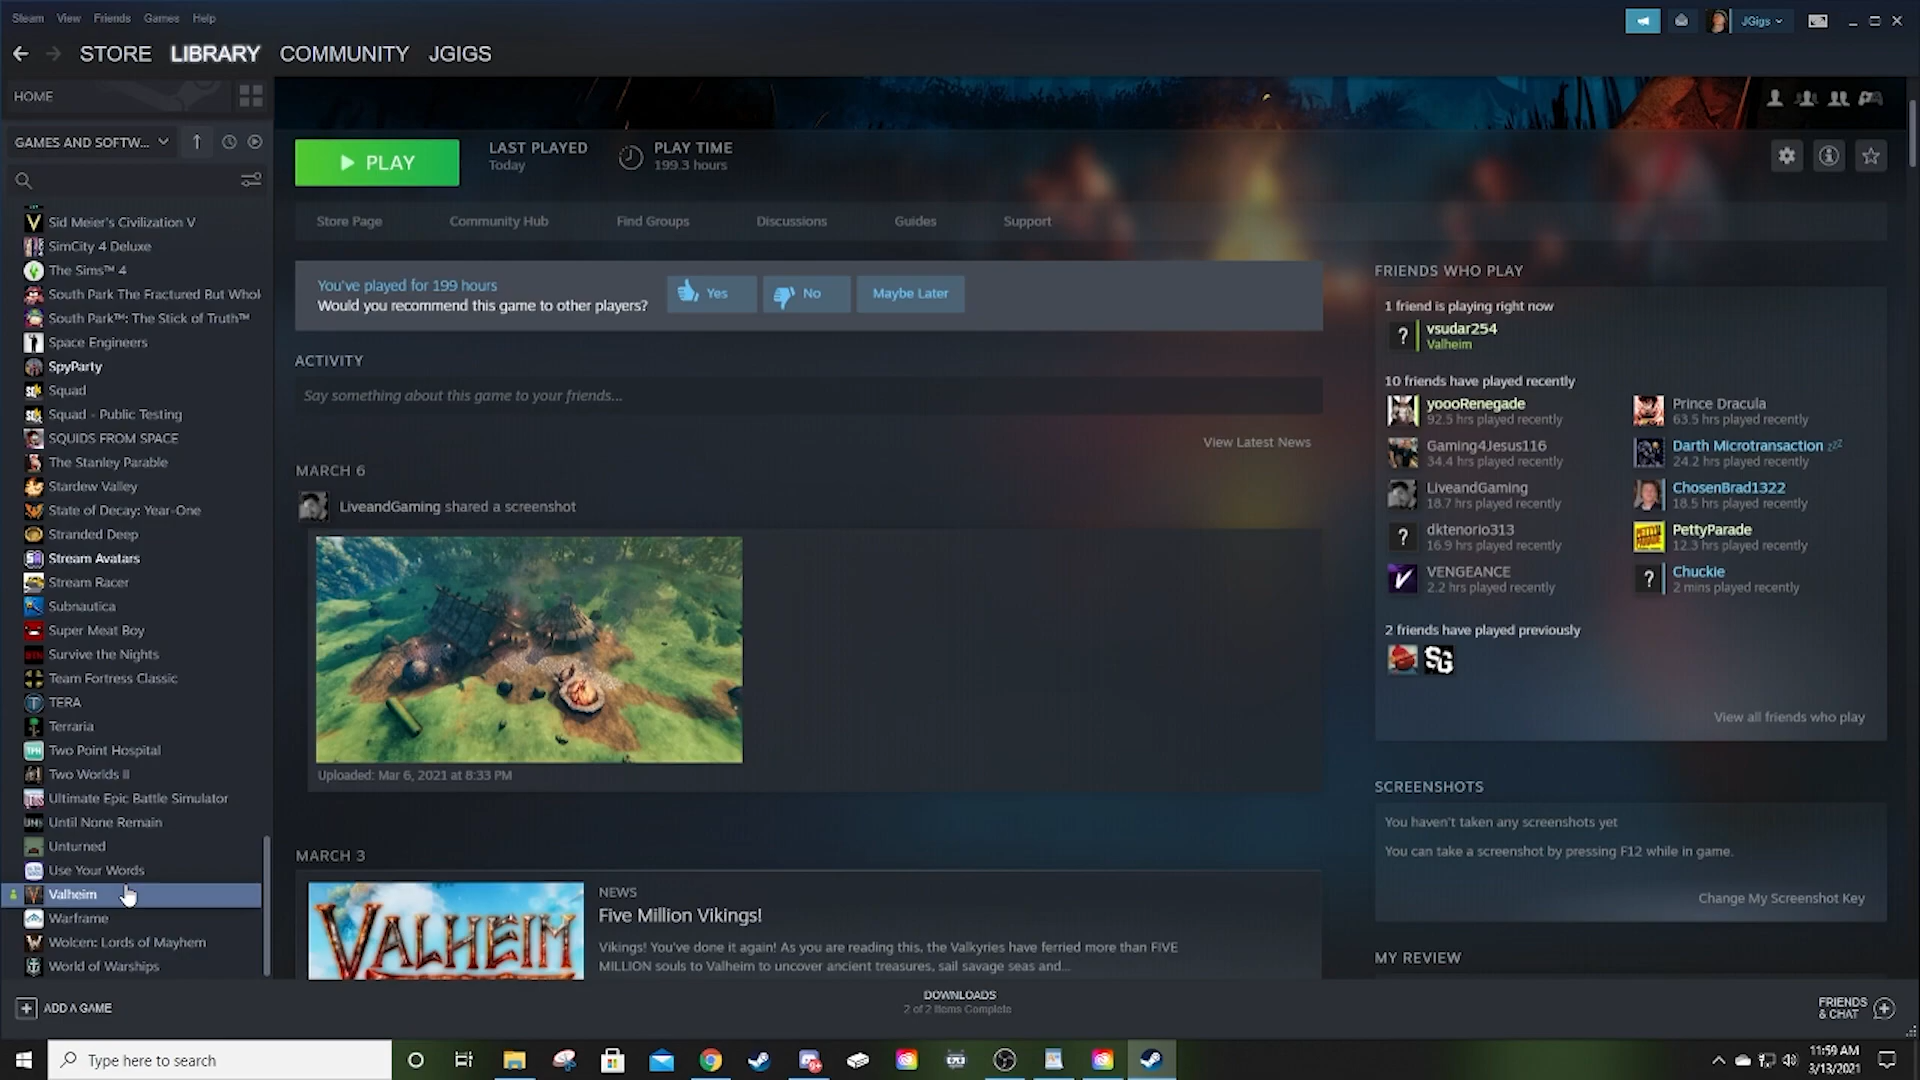 Steam View Friends Games Help
JGigs
STORE LIBRARY COMMUNITY JGIGS
HOME
GAMES AND SOFTW...
Sid Meier's Civilization V
SimCity 4 Deluxe
The Sims™ 4
South Park The Fractured But Whol
South Park™: The Stick of Truth™
Space Engineers
SpyParty
Squad
Squad - Public Testing
SQUIDS FROM SPACE
The Stanley Parable
Stardew Valley
State of Decay: Year-One
Stranded Deep
Stream Avatars
Stream Racer
Subnautica
Super Meat Boy
Survive the Nights
Team Fortress Classic
TERA
Terraria
Two Point Hospital
Two Worlds II
Ultimate Epic Battle Simulator
Until None Remain
Unturned
Use Your Words
Valheim
Warframe
Wolcen: Lords of Mayhem
World of Warships
ADD A GAME
PLAY
LAST PLAYED
Today
PLAY TIME
199.3 hours
Store Page Community Hub Find Groups Discussions Guides Support
You've played for 199 hours
Would you recommend this game to other players?
Yes
No
Maybe Later
ACTIVITY
Say something about this game to your friends...
View Latest News
MARCH 6
LiveandGaming shared a screenshot
Uploaded: Mar 6, 2021 at 8:33 PM
MARCH 3
VALHEIM
NEWS
Five Million Vikings!
Vikings! You've done it again! As you are reading this, the Valkyries have ferried more than FIVE
MILLION souls to Valheim to uncover ancient treasures, sail savage seas and...
FRIENDS WHO PLAY
1 friend is playing right now
vsudar254
Valheim
10 friends have played recently
yoooRenegade
92.5 hrs played recently
Prince Dracula
63.5 hrs played recently
Gaming4Jesus116
34.4 hrs played recently
Darth Microtransaction zzZ
24.2 hrs played recently
LiveandGaming
18.7 hrs played recently
ChosenBrad1322
18.5 hrs played recently
dktenorio313
16.9 hrs played recently
PettyParade
12.3 hrs played recently
VENGEANCE
2.2 hrs played recently
Chuckie
2 mins played recently
2 friends have played previously
SG
View all friends who play
SCREENSHOTS
You haven't taken any screenshots yet
You can take a screenshot by pressing F12 while in game.
Change My Screenshot Key
MY REVIEW
DOWNLOADS
2 of 2 Items Complete
FRIENDS
& CHAT
Type here to search
11:59 AM
3/13/2021